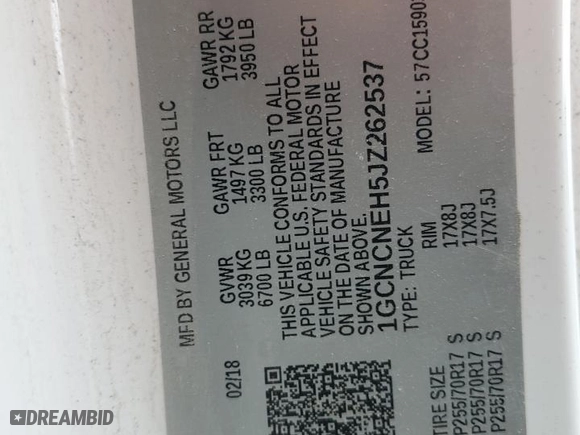 MFD BY GENERAL MOTORS LLC
02/18
GVWR
3039 KG
6700 LB
GAWR FRT
1497 KG
3300 LB
GAWR RR
1792 KG
3950 LB
THIS VEHICLE CONFORMS TO ALL
APPLICABLE U.S. FEDERAL MOTOR
VEHICLE SAFETY STANDARDS IN EFFECT
ON THE DATE OF MANUFACTURE
SHOWN ABOVE.
1GCNCNEH5JZ262537
TYPE: TRUCK
MODEL: 57CC1590
TIRE SIZE
RIM
P255/70R17 S
17X8J
P255/70R17 S
17X8J
P255/70R17 S
17X7.5J
DREAMBID